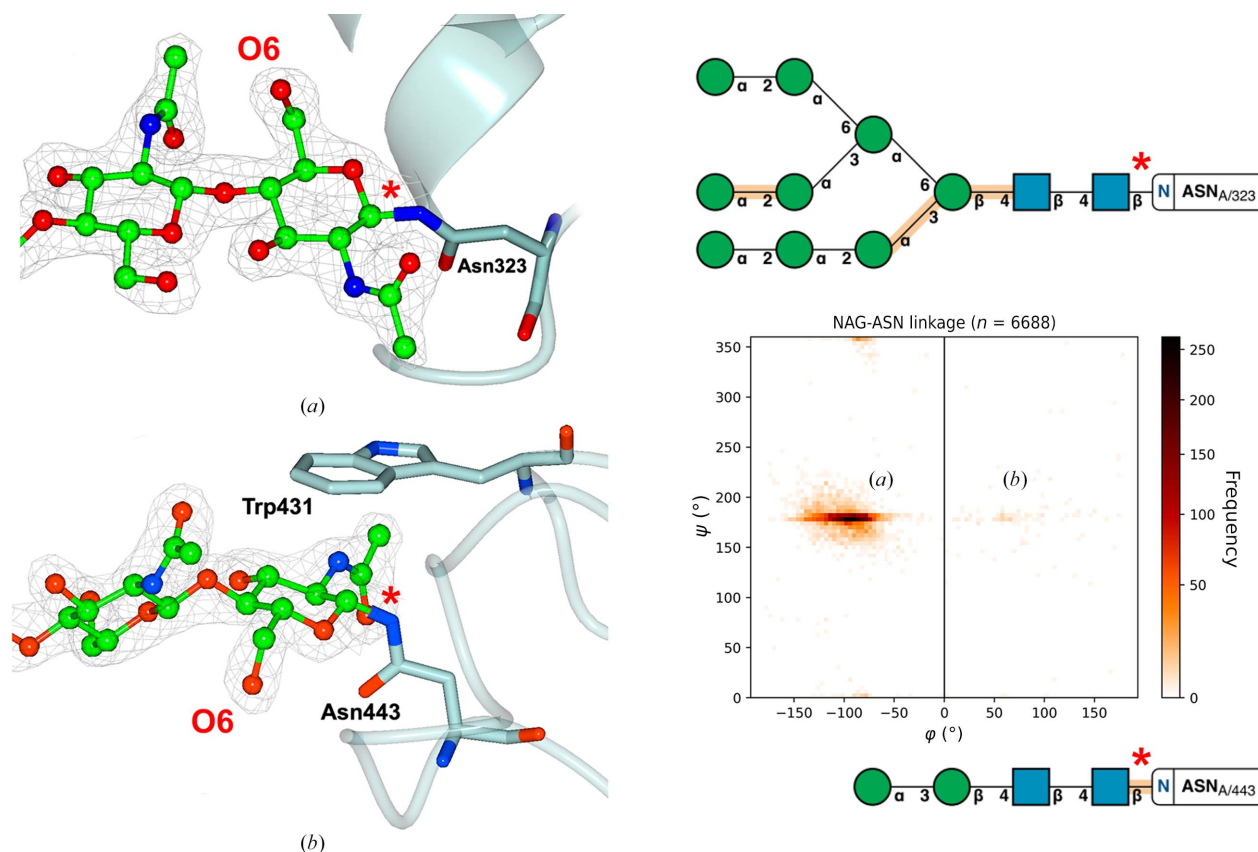 O6
*
Asn323
(a)
Trp431
*
O6
Asn443
(b)
α 2 α
6 *
3 α
6
α 2 α β 4 β 4 β N ASNA/323
3
α
α 2 α 2
NAG-ASN linkage (n = 6688)
350
300
250
200
150
100
50
0
ψ (°)
(a) (b)
−150 −100 −50 0 50 100 150
φ (°)
250
200
150
100
50
0
Frequency
*
α 3 β 4 β 4 β N ASNA/443